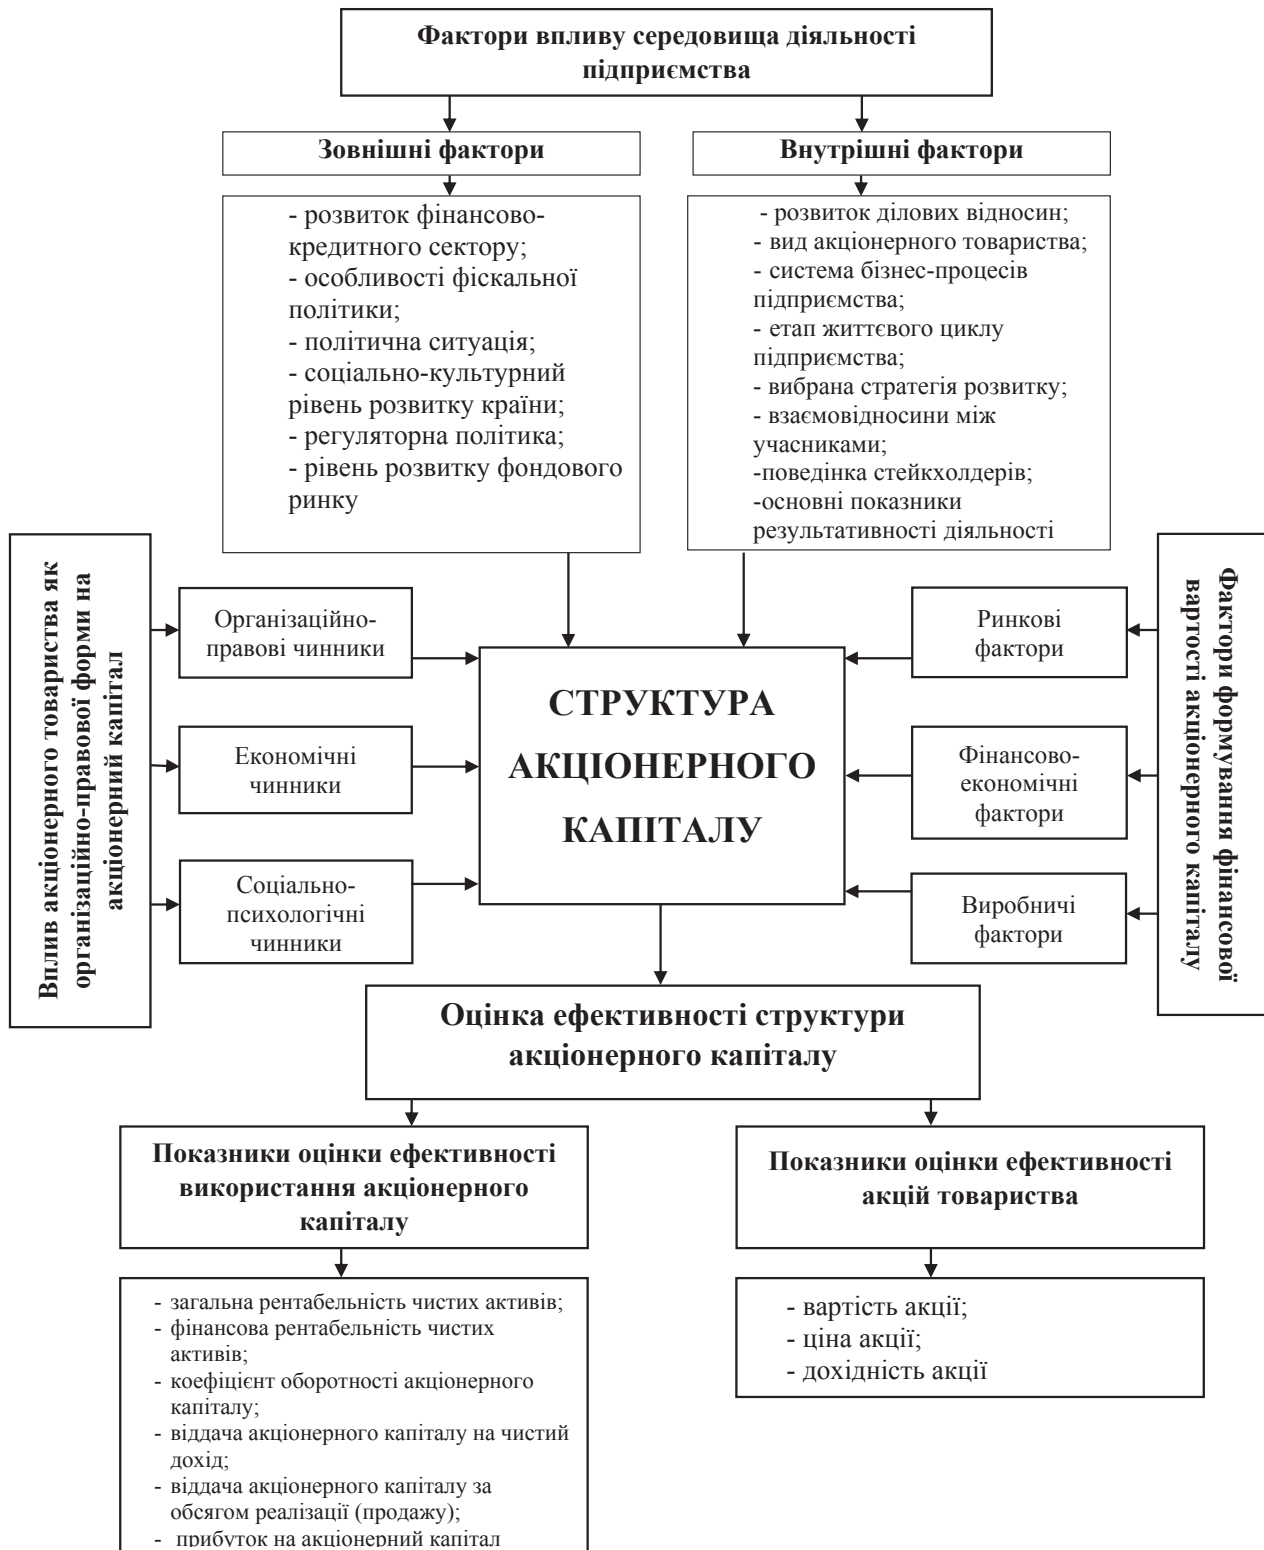 Фактори впливу середовища діяльності
підприємства
Зовнішні фактори
Внутрішні фактори
- розвиток фінансово-
кредитного сектору;
- особливості фіскальної
політики;
- політична ситуація;
- соціально-культурний
рівень розвитку країни;
- регуляторна політика;
- рівень розвитку фондового
ринку
- розвиток ділових відносин;
- вид акціонерного товариства;
- система бізнес-процесів
підприємства;
- етап життєвого циклу
підприємства;
- вибрана стратегія розвитку;
- взаємовідносини між
учасниками;
-поведінка стейкхолдерів;
-основні показники
результативності діяльності
Вплив акціонерного товариства як
організаційно-правової форми на
акціонерний капітал
Організаційно-
правові чинники
Економічні
чинники
Соціально-
психологічні
чинники
СТРУКТУРА
АКЦІОНЕРНОГО
КАПІТАЛУ
Ринкові
фактори
Фінансово-
економічні
фактори
Виробничі
фактори
Фактори формування фінансової
вартості акціонерного капіталу
Оцінка ефективності структури
акціонерного капіталу
Показники оцінки ефективності
використання акціонерного
капіталу
Показники оцінки ефективності
акцій товариства
- загальна рентабельність чистих активів;
- фінансова рентабельність чистих
активів;
- коефіцієнт оборотності акціонерного
капіталу;
- віддача акціонерного капіталу на чистий
дохід;
- віддача акціонерного капіталу за
обсягом реалізації (продажу);
- прибуток на акціонерний капітал
- вартість акції;
- ціна акції;
- дохідність акції